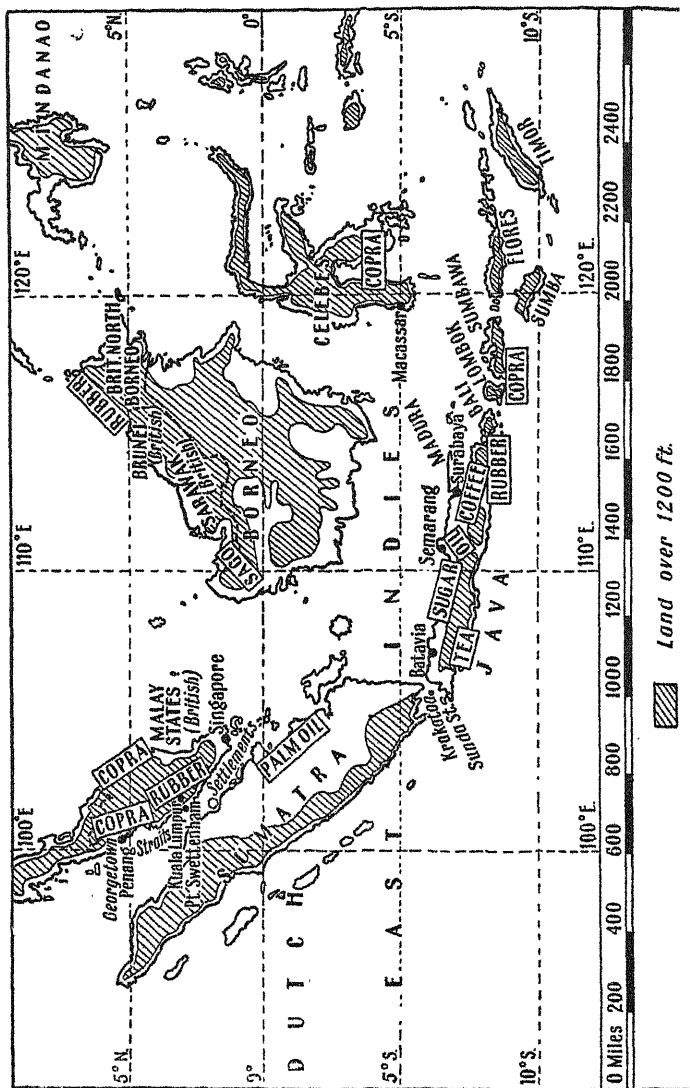 MINDANAO
5°N
0°
5°S
10°S
120°E
BRIT. NORTH
BORNEO
RUBBER
BRUNEI
(British)
SARAWAK
(British)
SAGO
BORNEO
CELEBES
COPRA
Macassar
110°E
100°E
COPRA
MALAY
STATES
(British)
COPRA
RUBBER
Georgetown
Penang
Straits Settlements
Kuala Lumpur
Pt. Swettenham
Singapore
PALM OIL
SUMATRA
DUTCH EAST INDIES
5°N.
0°
5°S.
10°S.
Krakatoa
Sunda St.
Batavia
Semarang
MADURA
Surabaya
SUGAR
OIL
COFFEE
TEA
RUBBER
JAVA
BALI
LOMBOK
SUMBAWA
COPRA
FLORES
SUMBA
TIMOR
100°E.
110°E.
120°E.
0 Miles 200 400 600 800 1000 1200 1400 1600 1800 2000 2200 2400
Land over 1200 ft.